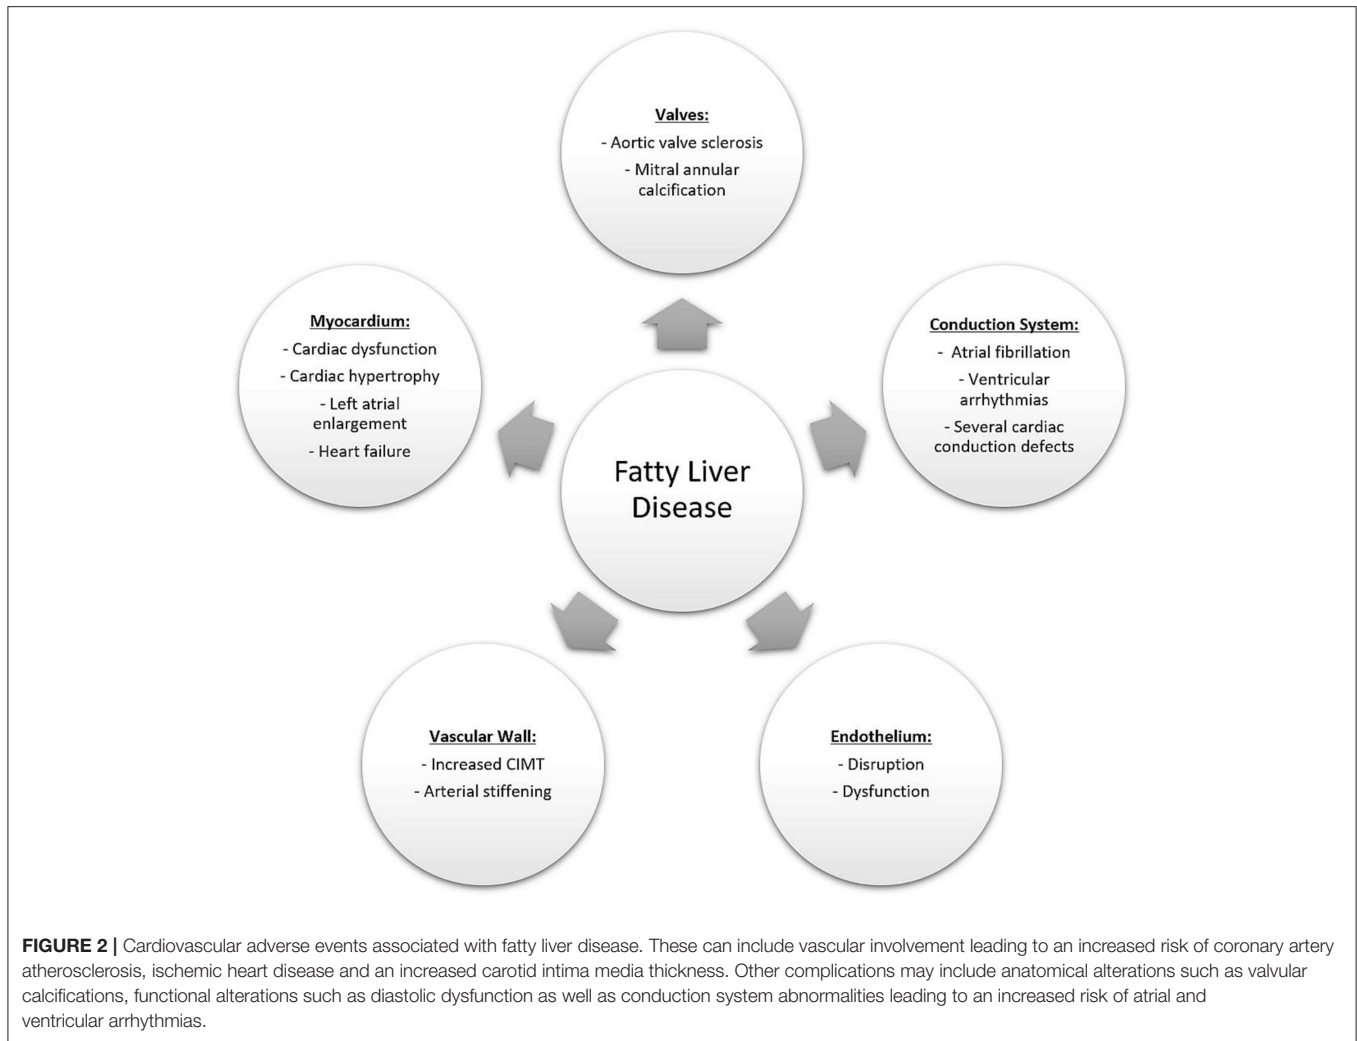 Valves:
- Aortic valve sclerosis
- Mitral annular
calcification
Myocardium:
- Cardiac dysfunction
- Cardiac hypertrophy
- Left atrial
enlargement
- Heart failure
Conduction System:
- Atrial fibrillation
- Ventricular
arrhythmias
- Several cardiac
conduction defects
Fatty Liver
Disease
Vascular Wall:
- Increased CIMT
- Arterial stiffening
Endothelium:
- Disruption
- Dysfunction
FIGURE 2 | Cardiovascular adverse events associated with fatty liver disease. These can include vascular involvement leading to an increased risk of coronary artery
atherosclerosis, ischemic heart disease and an increased carotid intima media thickness. Other complications may include anatomical alterations such as valvular
calcifications, functional alterations such as diastolic dysfunction as well as conduction system abnormalities leading to an increased risk of atrial and
ventricular arrhythmias.